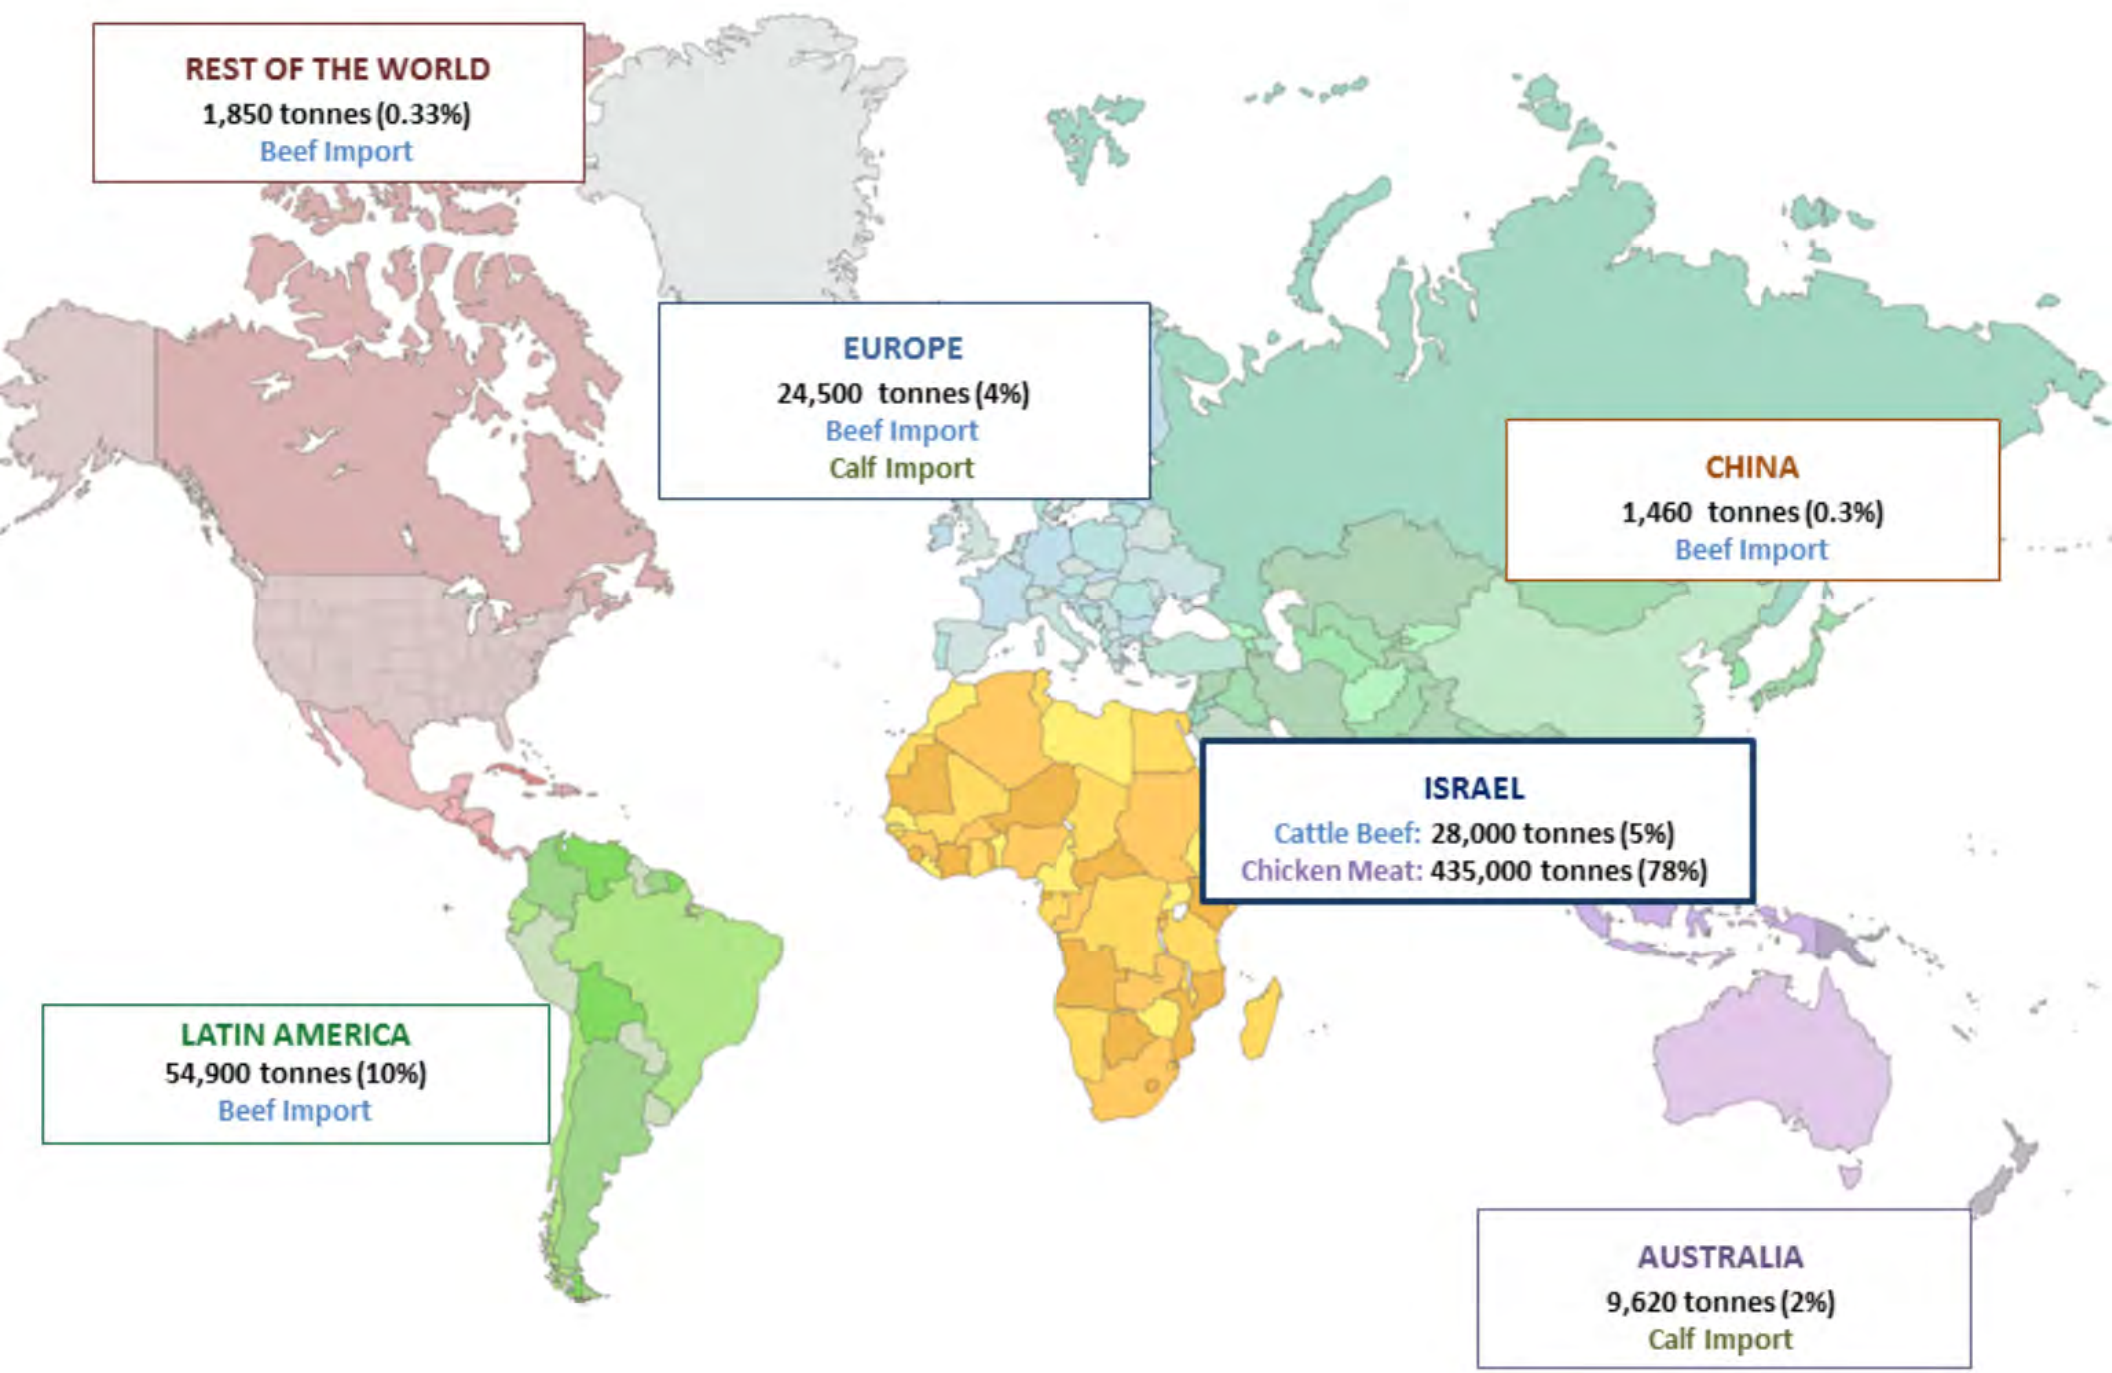 REST OF THE WORLD
1,850 tonnes (0.33%)
Beef Import
EUROPE
24,500 tonnes (4%)
Beef Import
Calf Import
CHINA
1,460 tonnes (0.3%)
Beef Import
ISRAEL
Cattle Beef: 28,000 tonnes (5%)
Chicken Meat: 435,000 tonnes (78%)
LATIN AMERICA
54,900 tonnes (10%)
Beef Import
AUSTRALIA
9,620 tonnes (2%)
Calf Import